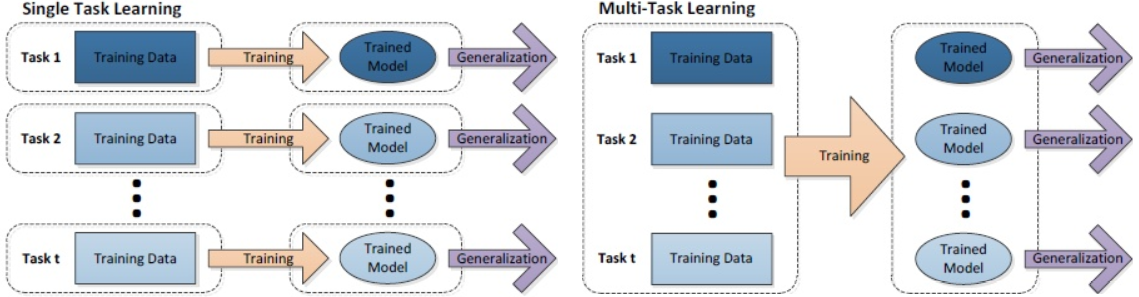 Single Task Learning
Task 1
Training Data
Training
Trained
Model
Generalization
Task 2
Training Data
Training
Trained
Model
Generalization
Task t
Training Data
Training
Trained
Model
Generalization
Multi-Task Learning
Task 1
Training Data
Task 2
Training Data
Task t
Training Data
Training
Trained
Model
Generalization
Trained
Model
Generalization
Trained
Model
Generalization